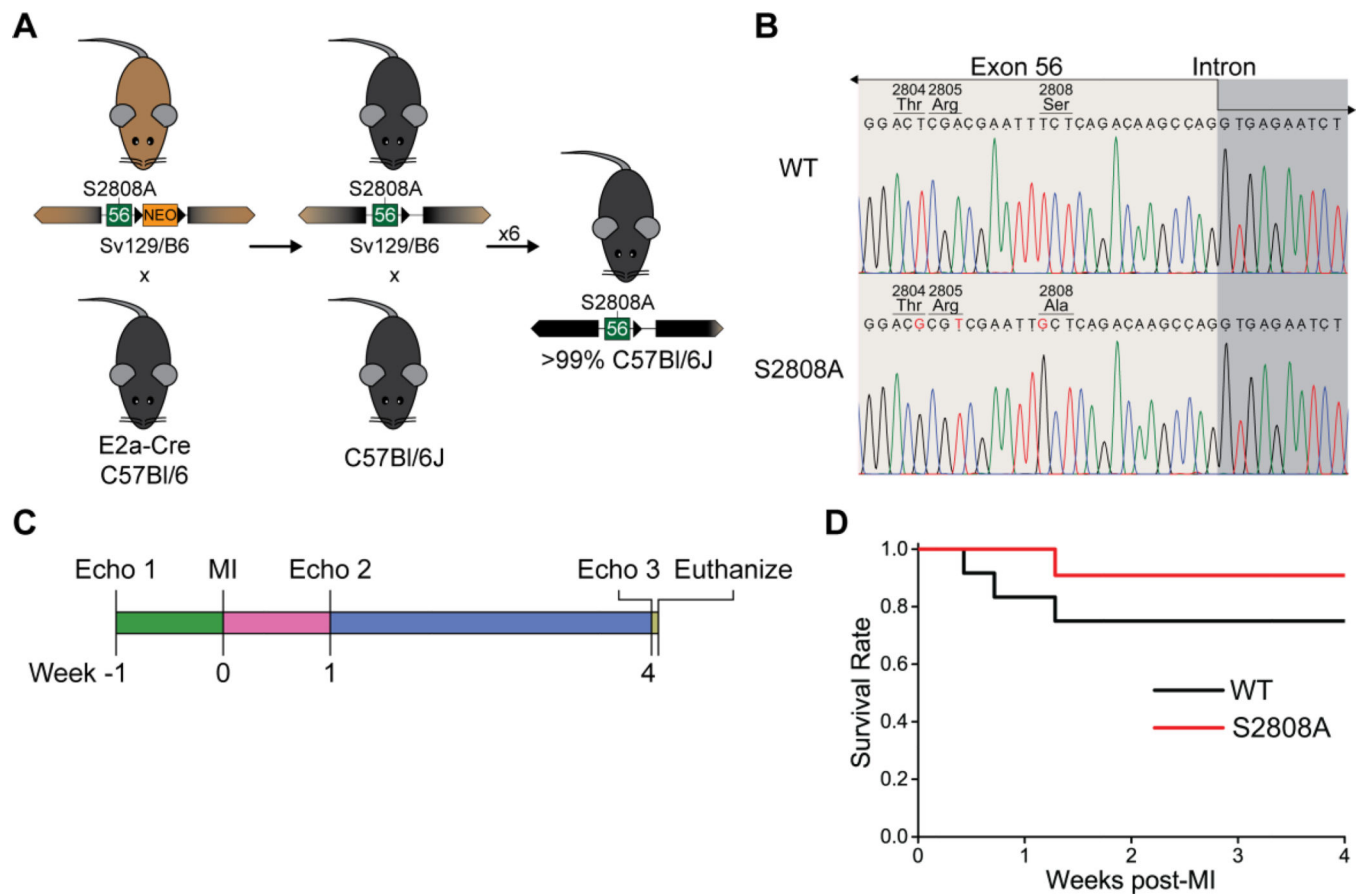 A
S2808A
56
NEO
Sv129/B6
x
E2a-Cre
C57Bl/6
S2808A
56
Sv129/B6
x
C57Bl/6J
x6
S2808A
56
>99% C57Bl/6J
B
Exon 56 Intron
2804 2805 2808
Thr Arg Ser
GGACTCGACGAATTTCTCAGACAAGCCAGGTGAGAATCT
WT
2804 2805 2808
Thr Arg Ala
GGACGCGTCGAATTGCTCAGACAAGCCAGGTGAGAATCT
S2808A
C
Echo 1 MI Echo 2 Echo 3 Euthanize
Week -1 0 1 4
D
Survival Rate
1.0
0.8
0.6
0.4
0.2
0.0
WT
S2808A
0 1 2 3 4
Weeks post-MI